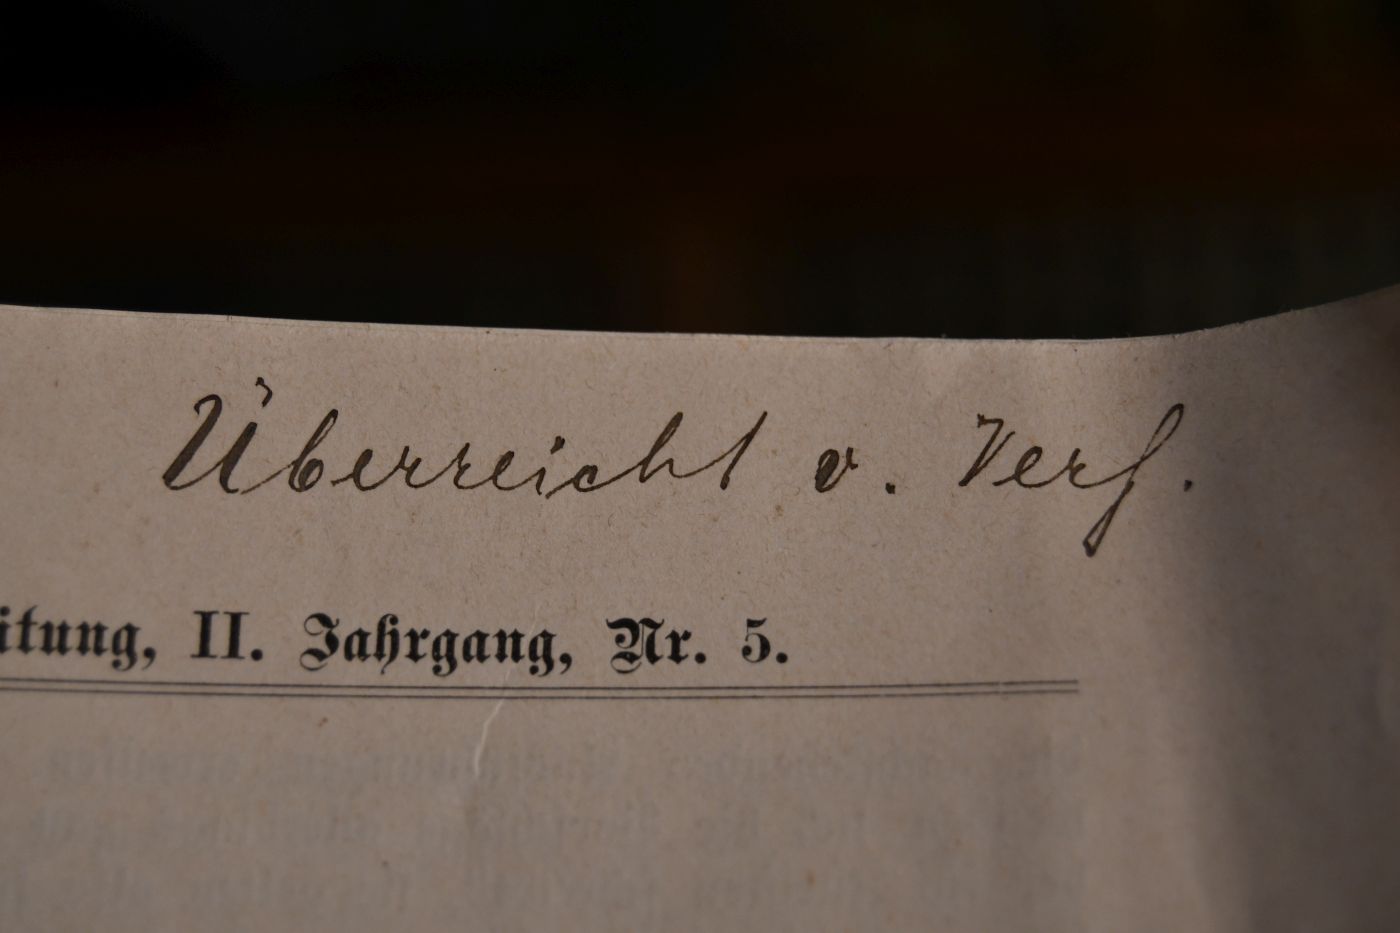 Überreicht v. Verf.
itung, II. Jahrgang, Nr. 5.